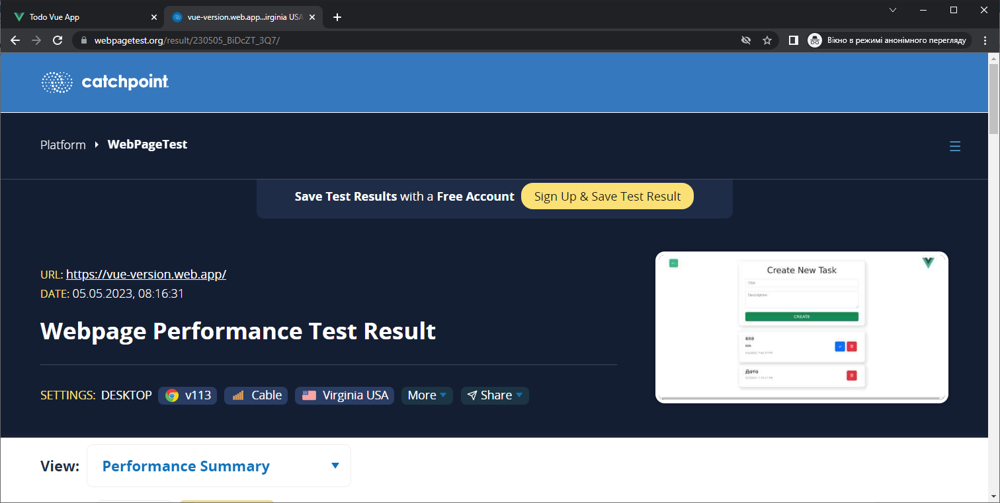 Todo Vue App
vue-version.web.app...irginia USA
webpagetest.org/result/230505_BiDcZT_3Q7/
Вікно в режимі анонімного перегляду
catchpoint
Platform WebPageTest
Save Test Results with a Free Account Sign Up & Save Test Result
URL: https://vue-version.web.app/
DATE: 05.05.2023, 08:16:31
Webpage Performance Test Result
SETTINGS: DESKTOP v113 Cable Virginia USA More Share
Create New Task
Title
Description
CREATE
BBB
Дата
View: Performance Summary